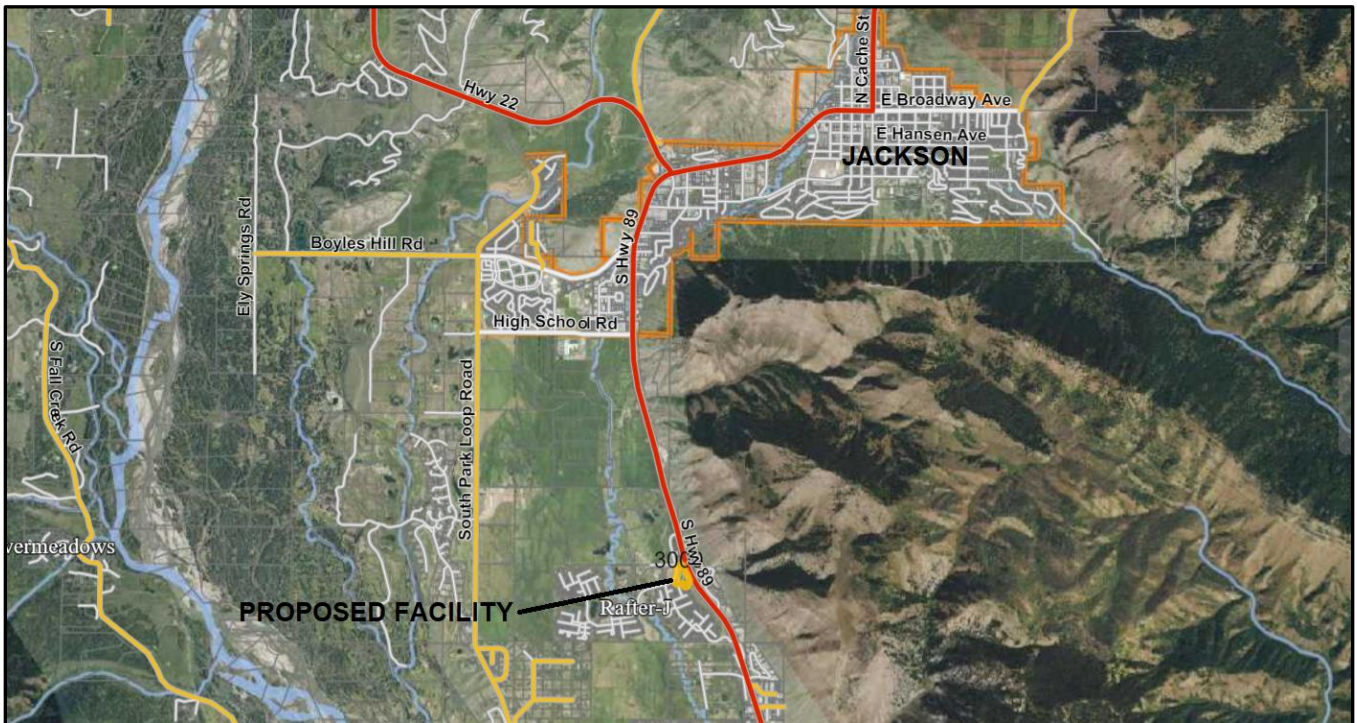 N Cache St
Hwy 22
E Broadway Ave
E Hansen Ave
JACKSON
S Hwy 89
Ely Springs Rd
Boyles Hill Rd
High School Rd
S Fall Creek Rd
South Park Loop Road
S Hwy 89
vermeadows
PROPOSED FACILITY
Rafter-J